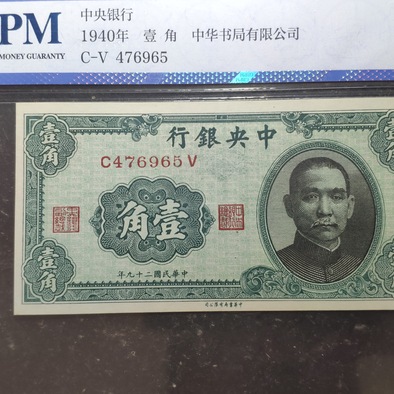 PM
MONEY GUARANTY
中央银行
1940年 壹 角 中华书局有限公司
C-V 476965
壹角
行銀央中
C476965V
角壹
壹角
年九十二國民華中